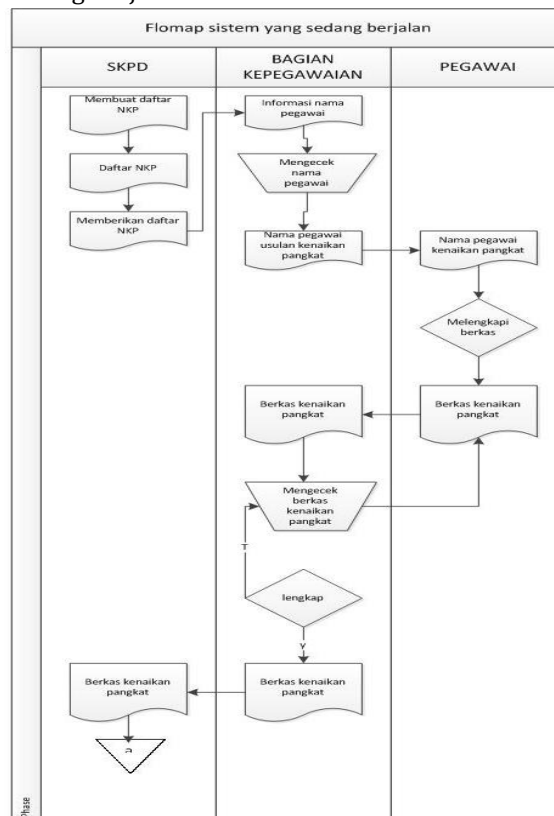 Flomap sistem yang sedang berjalan
SKPD
BAGIAN
KEPEGAWAIAN
PEGAWAI
Membuat daftar
NKP
Informasi nama
pegawai
Daftar NKP
Mengecek
nama
pegawai
Memberikan daftar
NKP
Nama pegawai
usulan kenaikan
pangkat
Nama pegawai
kenaikan pangkat
Melengkapi
berkas
Berkas kenaikan
pangkat
Berkas kenaikan
pangkat
Mengecek
berkas
kenaikan
pangkat
T
lengkap
y
Berkas kenaikan
pangkat
Berkas kenaikan
pangkat
a
Phase